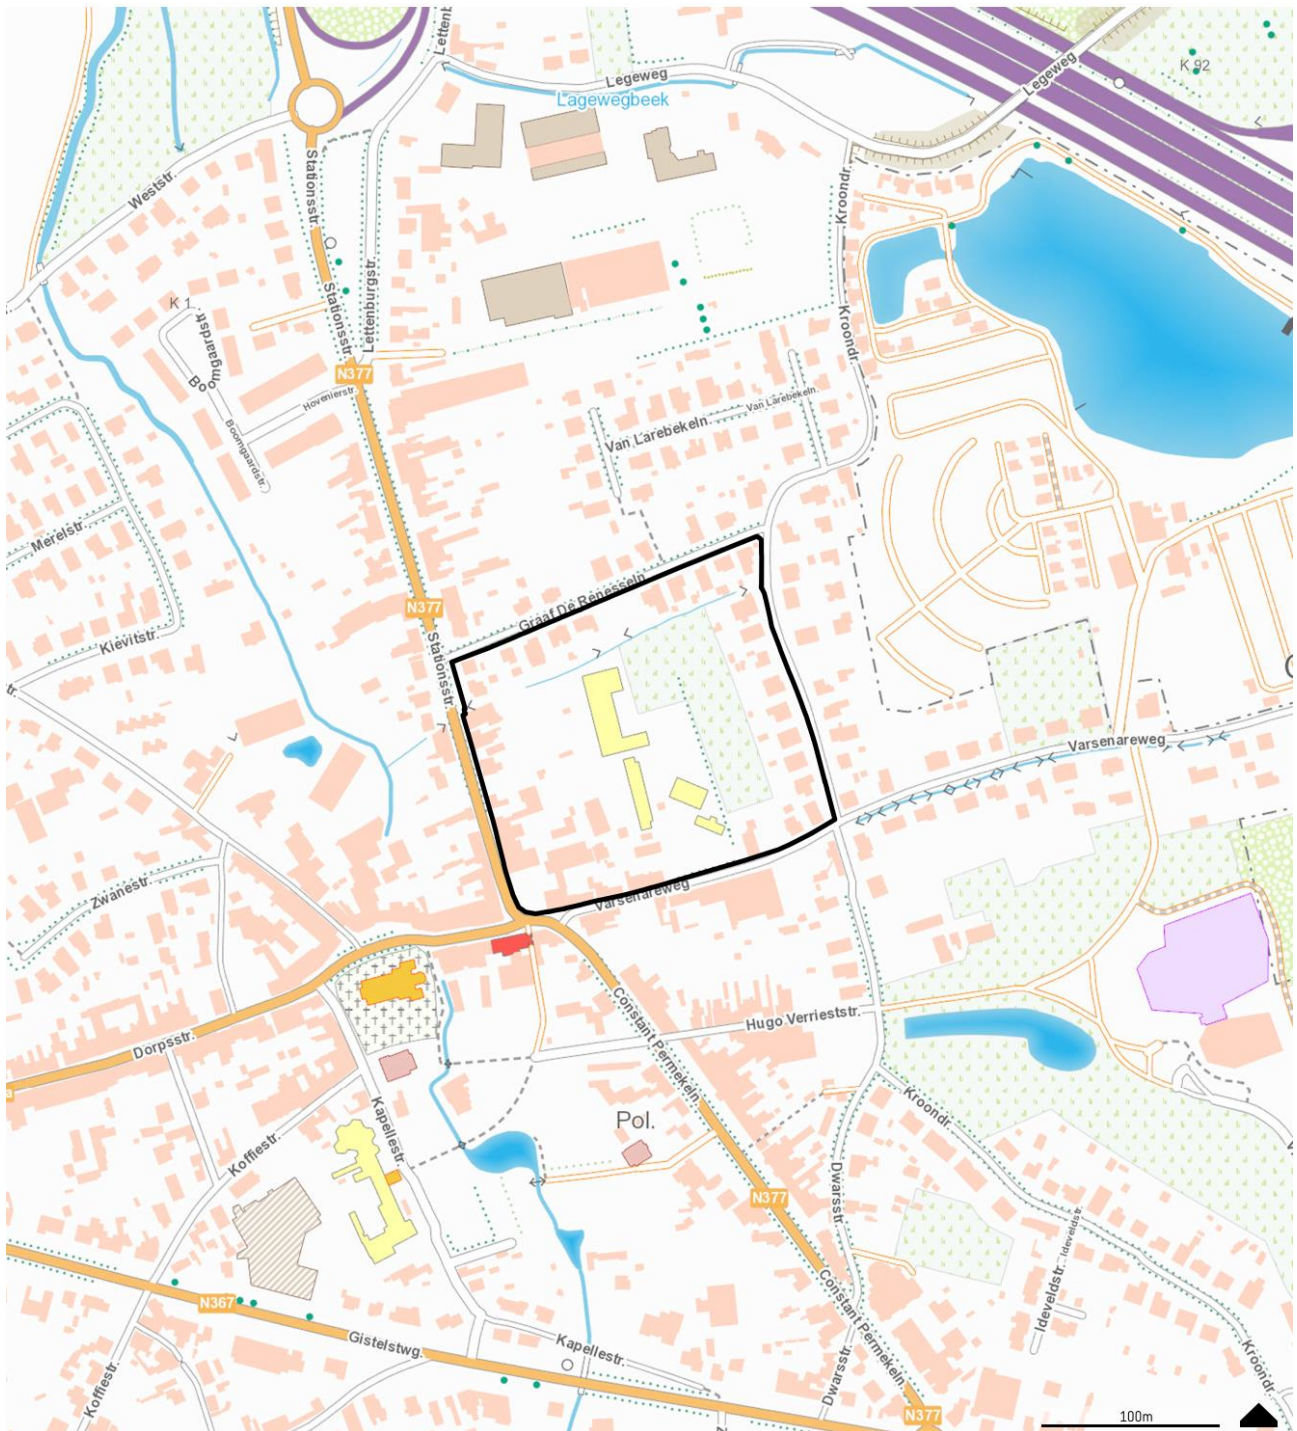 Lettenb
Legeweg
Lagewegbeek
Legeweg
K 92
Weststr.
Stationsstr.
Kroondr.
Lettenburgstr.
K 1
Boomgaardstr.
Stationsstr.
Kroondr.
N377
Hovenierstr.
Van Larebekeln
Van Larebekeln
Boomgaardstr.
Merelstr.
Graaf De Renesseln
N377
Kievitstr.
Stationsstr.
tr.
Varsenareweg
Zwanestr.
Varsenareweg
Constant Permekeln
Hugo Verrieststr.
Dorpsstr.
Kapellestr.
Pol.
Kroondr.
Koffiestr.
Dwarsstr.
N377
Ideveldstr.
Ideveldstr.
N367
Constant Permekeln
Gistelstwg.
Kapellestr.
Kroondr.
Koffiestr.
Dwarsstr.
N377
100m